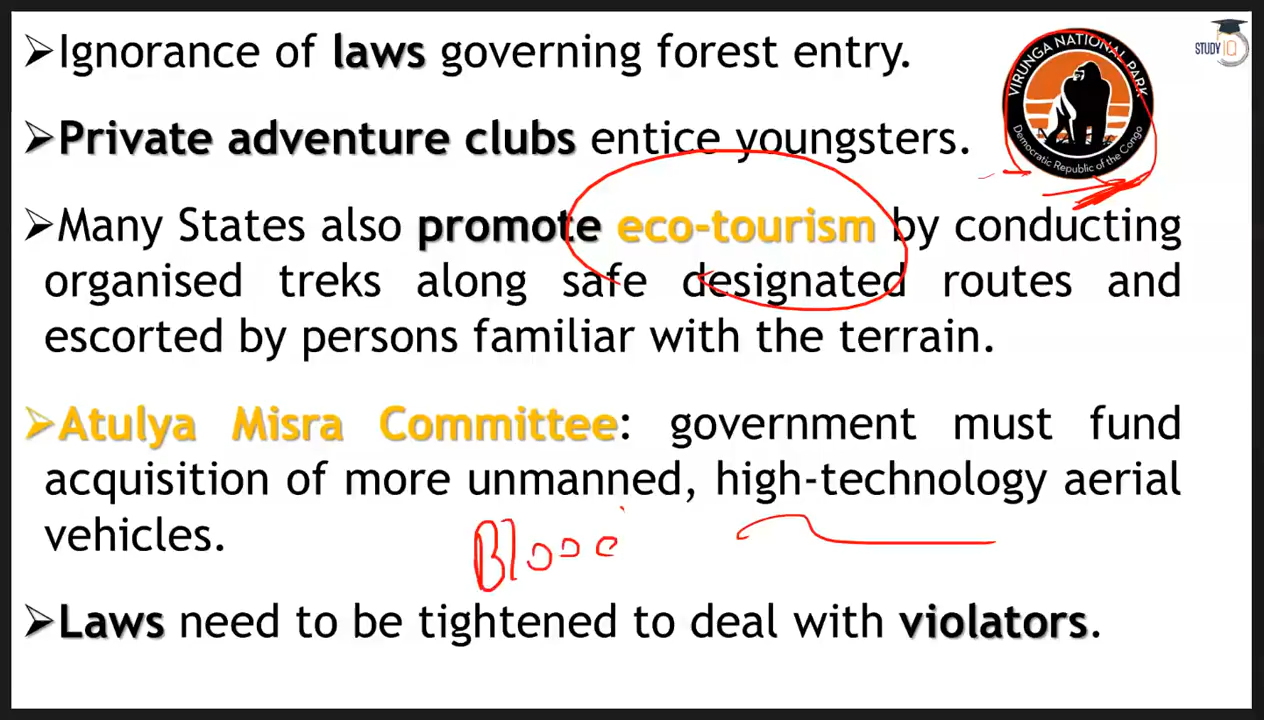 ➢Ignorance of laws governing forest entry.
➢Private adventure clubs entice youngsters.
➢Many States also promote eco-tourism by conducting
organised treks along safe designated routes and
escorted by persons familiar with the terrain.
➢Atulya Misra Committee: government must fund
acquisition of more unmanned, high-technology aerial
vehicles.
➢Laws need to be tightened to deal with violators.
VIRUNGA NATIONAL PARK
Democratic Republic of the Congo
STUDY IQ